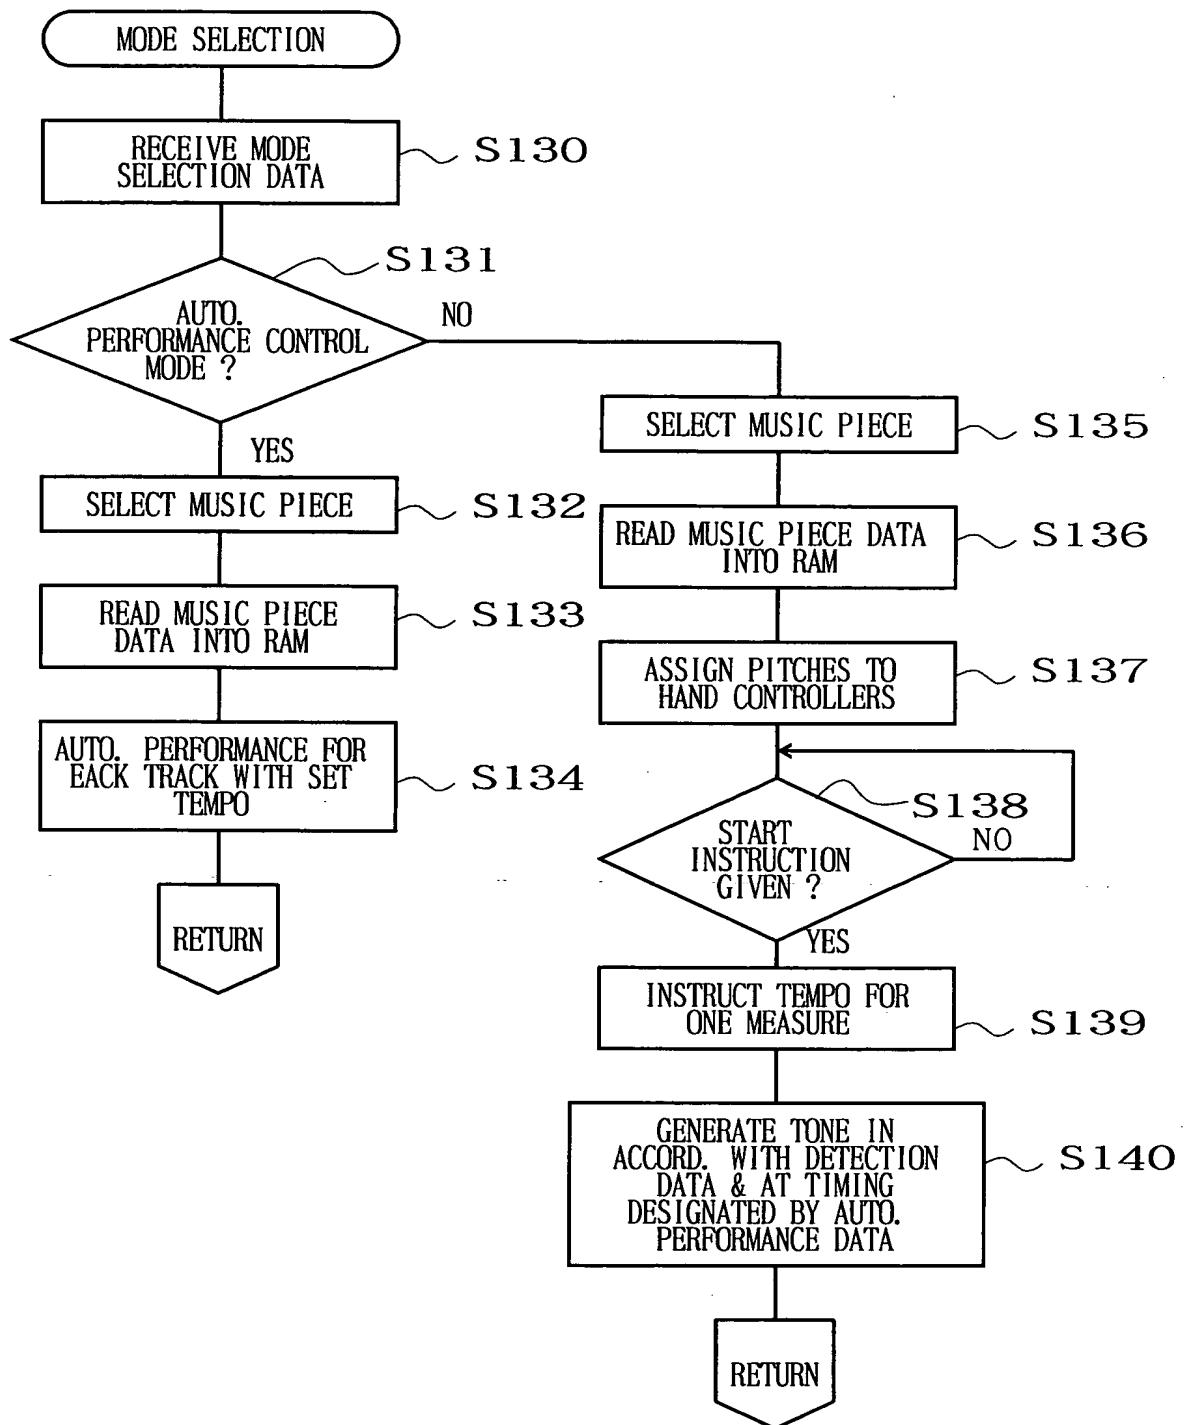 MODE SELECTION
RECEIVE MODE
SELECTION DATA
S130
S131
AUTO.
PERFORMANCE CONTROL
MODE ?
NO
YES
SELECT MUSIC PIECE
S132
READ MUSIC PIECE
DATA INTO RAM
S133
AUTO. PERFORMANCE FOR
EACK TRACK WITH SET
TEMPO
S134
RETURN
SELECT MUSIC PIECE
S135
READ MUSIC PIECE DATA
INTO RAM
S136
ASSIGN PITCHES TO
HAND CONTROLLERS
S137
S138
START
INSTRUCTION
GIVEN ?
NO
YES
INSTRUCT TEMPO FOR
ONE MEASURE
S139
GENERATE TONE IN
ACCORD. WITH DETECTION
DATA & AT TIMING
DESIGNATED BY AUTO.
PERFORMANCE DATA
S140
RETURN